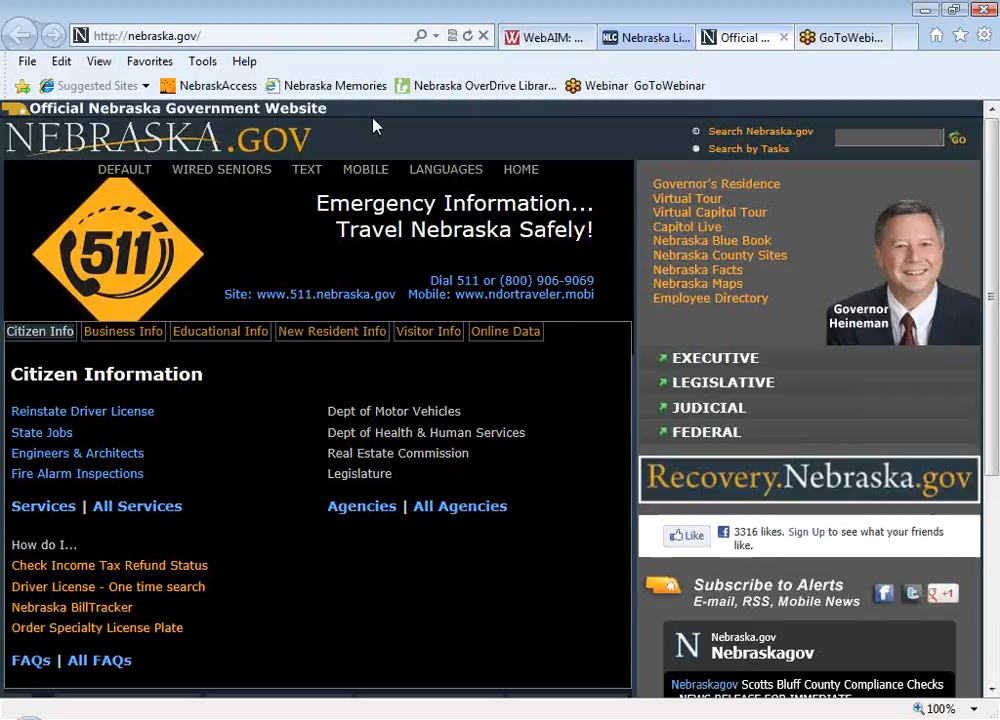 http://nebraska.gov/
WebAIM: ...
Nebraska Li...
Official ...
GoToWebi...
File Edit View Favorites Tools Help
Suggested Sites
NebraskAccess
Nebraska Memories
Nebraska OverDrive Librar...
Webinar GoToWebinar
Official Nebraska Government Website
NEBRASKA.GOV
Search Nebraska.gov
Search by Tasks
GO
DEFAULT WIRED SENIORS TEXT MOBILE LANGUAGES HOME
511
Emergency Information...
Travel Nebraska Safely!
Dial 511 or (800) 906-9069
Site: www.511.nebraska.gov Mobile: www.ndortraveler.mobi
Governor's Residence
Virtual Tour
Virtual Capitol Tour
Capitol Live
Nebraska Blue Book
Nebraska County Sites
Nebraska Facts
Nebraska Maps
Employee Directory
Governor
Heineman
Citizen Info Business Info Educational Info New Resident Info Visitor Info Online Data
Citizen Information
Reinstate Driver License
State Jobs
Engineers & Architects
Fire Alarm Inspections
Dept of Motor Vehicles
Dept of Health & Human Services
Real Estate Commission
Legislature
Services | All Services
Agencies | All Agencies
How do I...
Check Income Tax Refund Status
Driver License - One time search
Nebraska BillTracker
Order Specialty License Plate
FAQs | All FAQs
EXECUTIVE
LEGISLATIVE
JUDICIAL
FEDERAL
Recovery.Nebraska.gov
Like
3316 likes. Sign Up to see what your friends
like.
Subscribe to Alerts
E-mail, RSS, Mobile News
+1
Nebraska.gov
Nebraskagov
Nebraskagov Scotts Bluff County Compliance Checks
NEWS RELEASE FOR IMMEDIATE
100%